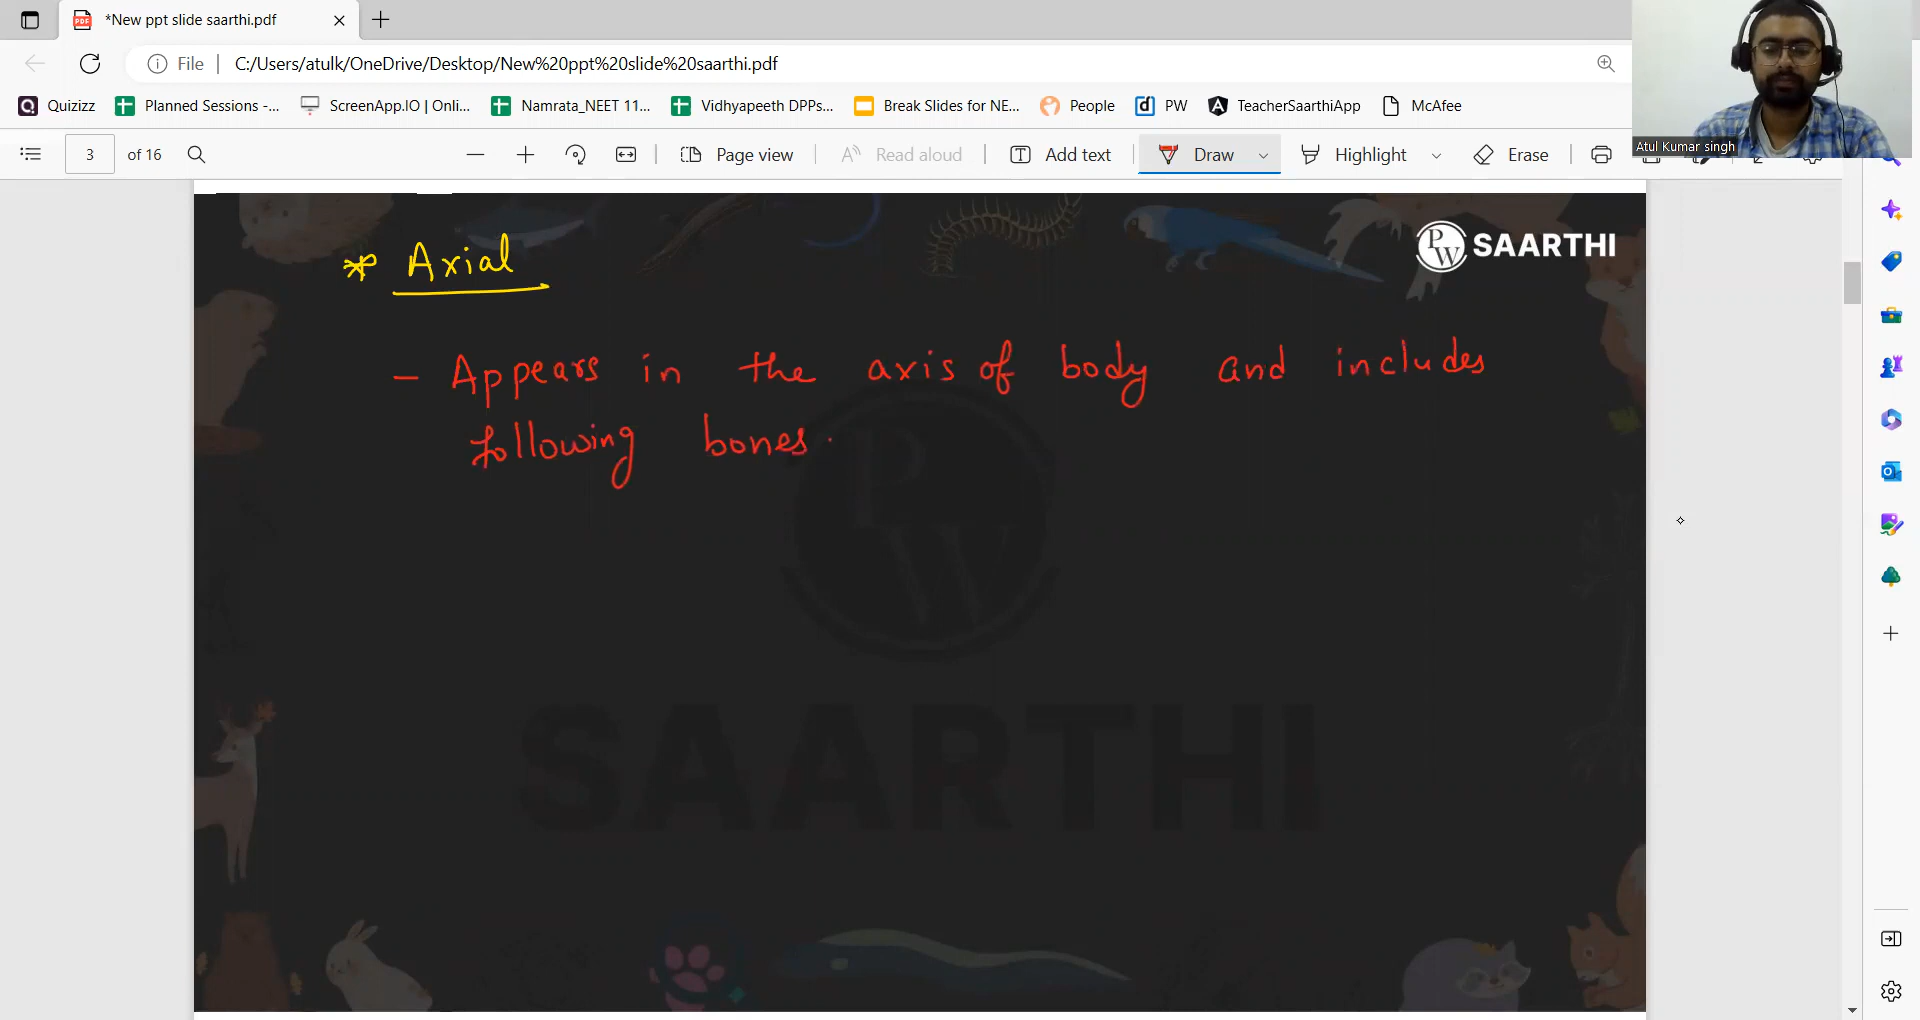 *New ppt slide saarthi.pdf
File
C:/Users/atulk/OneDrive/Desktop/New%20ppt%20slide%20saarthi.pdf
Quizizz
Planned Sessions -...
ScreenApp.IO | Onli...
Namrata_NEET 11...
Vidhyapeeth DPPs...
Break Slides for NE...
People
PW
TeacherSaarthiApp
McAfee
3 of 16
Page view
Read aloud
Add text
Draw
Highlight
Erase
Atul Kumar singh
PW SAARTHI
* Axial
- Appears in the axis of body and includes
following bones.
PW
SAARTHI